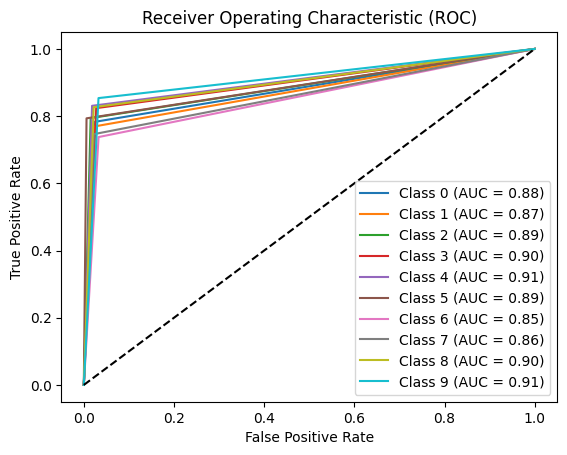 Receiver Operating Characteristic (ROC)
True Positive Rate
1.0
0.8
0.6
0.4
0.2
0.0
Class 0 (AUC = 0.88)
Class 1 (AUC = 0.87)
Class 2 (AUC = 0.89)
Class 3 (AUC = 0.90)
Class 4 (AUC = 0.91)
Class 5 (AUC = 0.89)
Class 6 (AUC = 0.85)
Class 7 (AUC = 0.86)
Class 8 (AUC = 0.90)
Class 9 (AUC = 0.91)
0.0 0.2 0.4 0.6 0.8 1.0
False Positive Rate